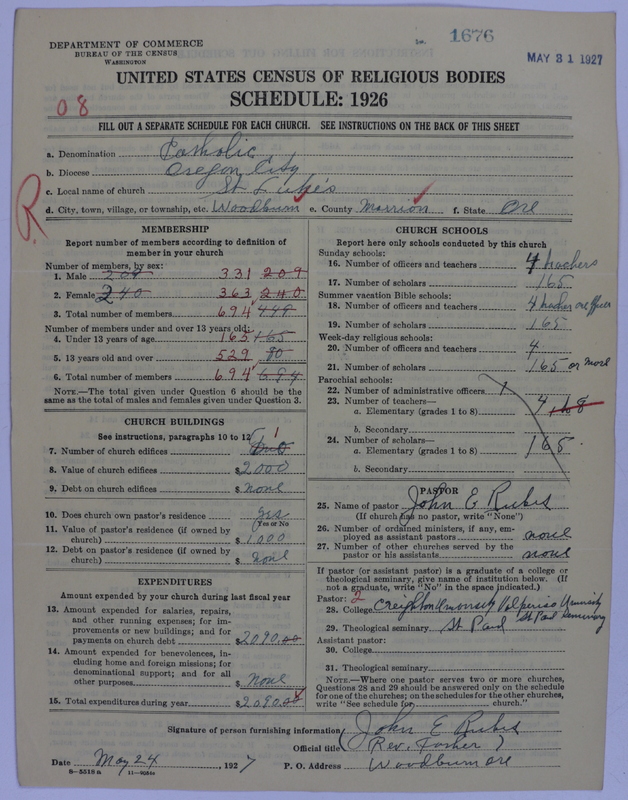 1676
MAY 31 1927
DEPARTMENT OF COMMERCE
BUREAU OF THE CENSUS
WASHINGTON
UNITED STATES CENSUS OF RELIGIOUS BODIES
SCHEDULE: 1926
08
FILL OUT A SEPARATE SCHEDULE FOR EACH CHURCH. SEE INSTRUCTIONS ON THE BACK OF THIS SHEET
R
a. Denomination Catholic
b. Diocese Oregon City
c. Local name of church St Luke's
d. City, town, village, or township, etc. Woodburn e. County Marrion f. State Ore
MEMBERSHIP
Report number of members according to definition of member in your church
Number of members, by sex:
1. Male 204 331 209
2. Female 240 363 240
3. Total number of members 694 449
Number of members under and over 13 years old:
4. Under 13 years of age 165 165
5. 13 years old and over 529 80
6. Total number of members 694 694
NOTE.—The total given under Question 6 should be the same as the total of males and females given under Question 3.
CHURCH BUILDINGS
See instructions, paragraphs 10 to 12
7. Number of church edifices 1
8. Value of church edifices $2000
9. Debt on church edifices $ none
10. Does church own pastor's residence yes
(Yes or No)
11. Value of pastor's residence (if owned by church) $1000
12. Debt on pastor's residence (if owned by church) $ none
EXPENDITURES
Amount expended by your church during last fiscal year
13. Amount expended for salaries, repairs, and other running expenses; for improvements or new buildings; and for payments on church debt $2090.00
14. Amount expended for benevolences, including home and foreign missions; for denominational support; and for all other purposes $ None
15. Total expenditures during year $2090.00
CHURCH SCHOOLS
Report here only schools conducted by this church
Sunday schools:
16. Number of officers and teachers 4 teachers
17. Number of scholars 165
Summer vacation Bible schools:
18. Number of officers and teachers 4 teacher one officer
19. Number of scholars 165
Week-day religious schools:
20. Number of officers and teachers 4
21. Number of scholars 165 or more
Parochial schools:
22. Number of administrative officers 1
23. Number of teachers—
a. Elementary (grades 1 to 8) 4
b. Secondary
24. Number of scholars—
a. Elementary (grades 1 to 8) 165
b. Secondary
PASTOR
25. Name of pastor John E Rubis
(If church has no pastor, write "None")
26. Number of ordained ministers, if any, employed as assistant pastors none
27. Number of other churches served by the pastor or his assistants none
If pastor (or assistant pastor) is a graduate of a college or theological seminary, give name of institution below. (If not a graduate, write "No" in the space indicated.)
Pastor: 2
28. College Creighton
29. Theological seminary St Paul St Paul Seminary
Assistant pastor:
30. College
31. Theological seminary
NOTE.—Where one pastor serves two or more churches, Questions 28 and 29 should be answered only on the schedule for one of the churches; on the schedules for the other churches, write "See schedule for church."
Signature of person furnishing information John E Rubis
Official title (Rev. Father)
Date May 24, 1927 P. O. Address Woodburn ore
8-5518a 11-9054